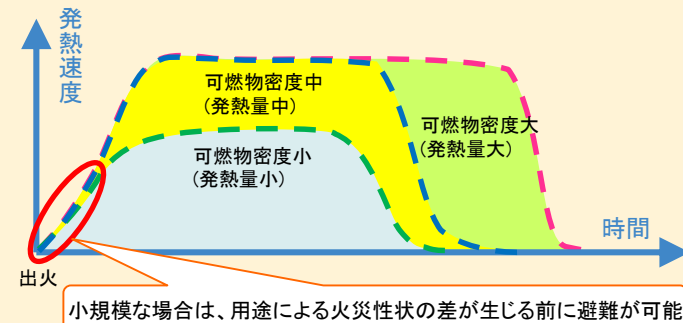 発熱速度
可燃物密度中
(発熱量中)
可燃物密度大
(発熱量大)
可燃物密度小
(発熱量小)
時間
出火
小規模な場合は、用途による火災性状の差が生じる前に避難が可能